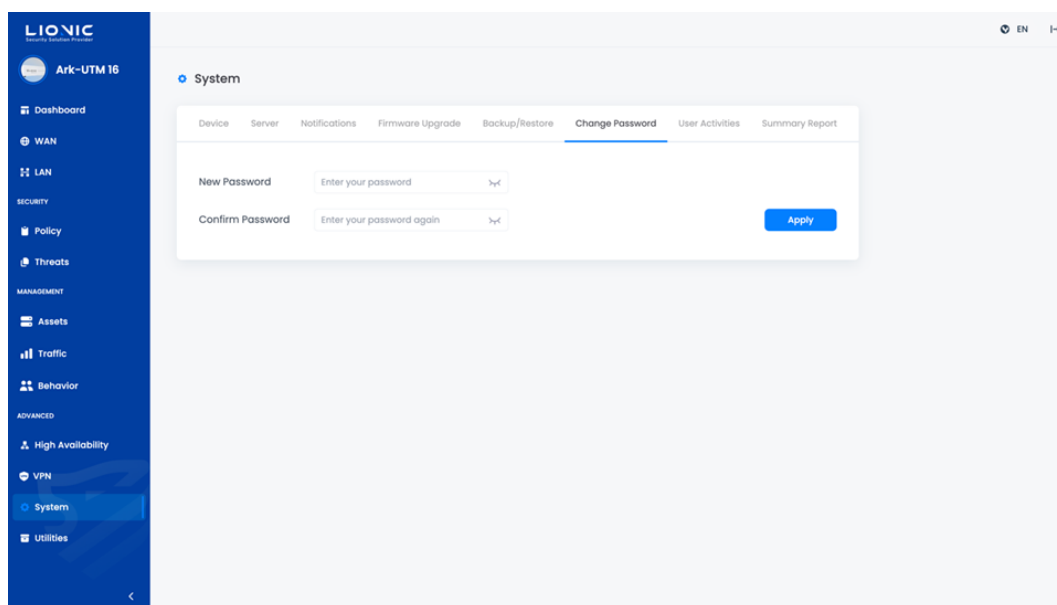 LIONIC
Security Solution Provider
EN
Ark-UTM 16
System
Dashboard
WAN
LAN
SECURITY
Policy
Threats
MANAGEMENT
Assets
Traffic
Behavior
ADVANCED
High Availability
VPN
System
Utilities
Device Server Notifications Firmware Upgrade Backup/Restore Change Password User Activities Summary Report
New Password Enter your password
Confirm Password Enter your password again
Apply